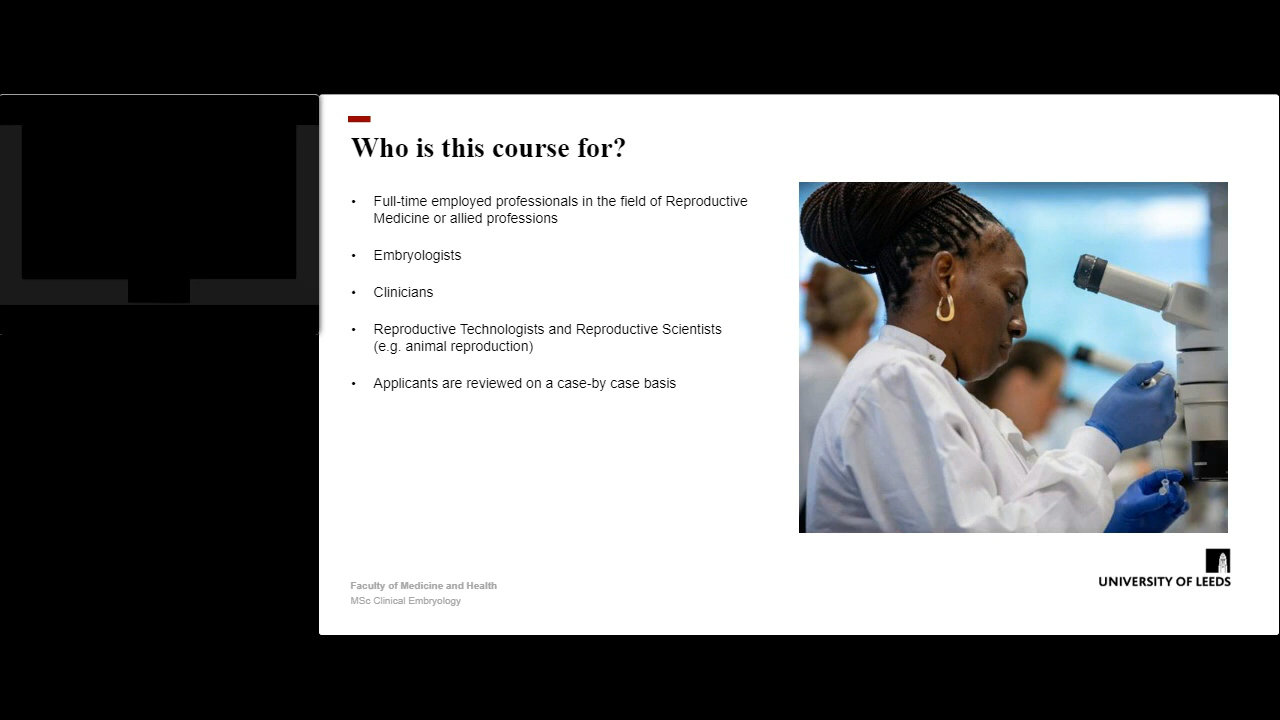 Who is this course for?
• Full-time employed professionals in the field of Reproductive
Medicine or allied professions
• Embryologists
• Clinicians
• Reproductive Technologists and Reproductive Scientists
(e.g. animal reproduction)
• Applicants are reviewed on a case-by case basis
Faculty of Medicine and Health
MSc Clinical Embryology
UNIVERSITY OF LEEDS